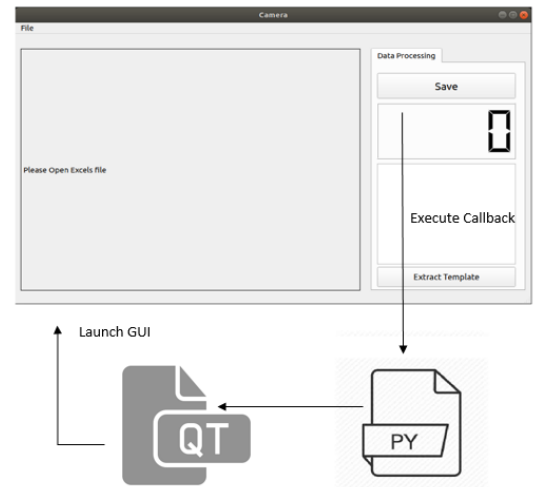 Camera
File
Data Processing
Save
0
Please Open Excels file
Execute Callback
Extract Template
Launch GUI
QT
PY